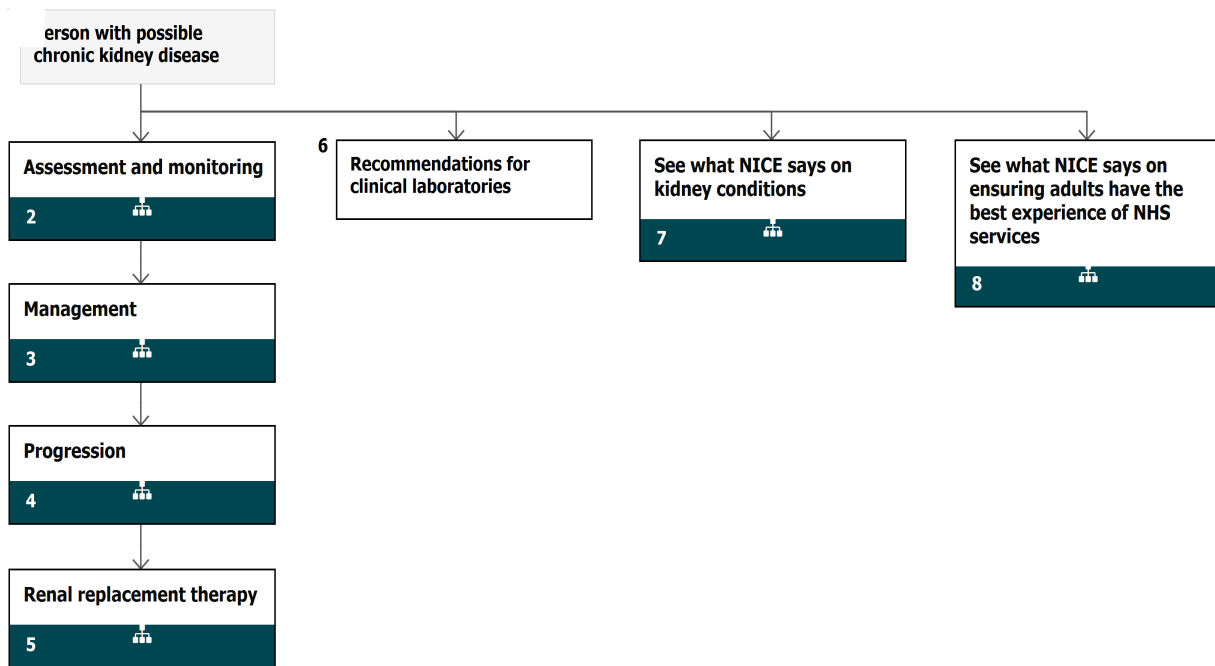 erson with possible
chronic kidney disease
Assessment and monitoring
2
6
Recommendations for
clinical laboratories
See what NICE says on
kidney conditions
7
See what NICE says on
ensuring adults have the
best experience of NHS
services
8
Management
3
Progression
4
Renal replacement therapy
5